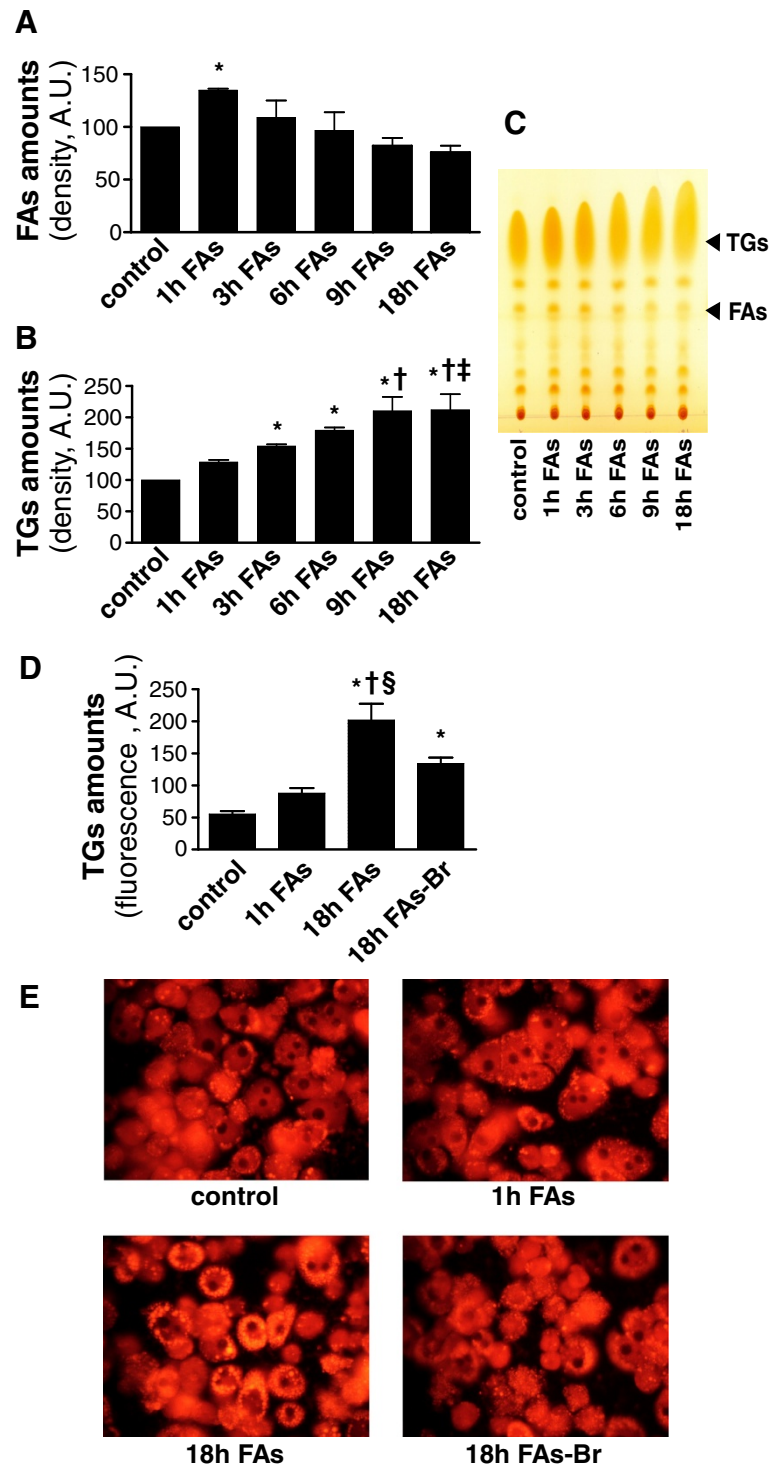 A
FAs amounts
(density, A.U.)
150
100
50
0
*
control
1h FAs
3h FAs
6h FAs
9h FAs
18h FAs
B
TGs amounts
(density, A.U.)
250
200
150
100
50
0
*
*
*†
*†‡
control
1h FAs
3h FAs
6h FAs
9h FAs
18h FAs
C
TGs
FAs
control
1h FAs
3h FAs
6h FAs
9h FAs
18h FAs
D
TGs amounts
(fluorescence , A.U.)
250
200
150
100
50
0
*†§
*
control
1h FAs
18h FAs
18h FAs-Br
E
control
1h FAs
18h FAs
18h FAs-Br